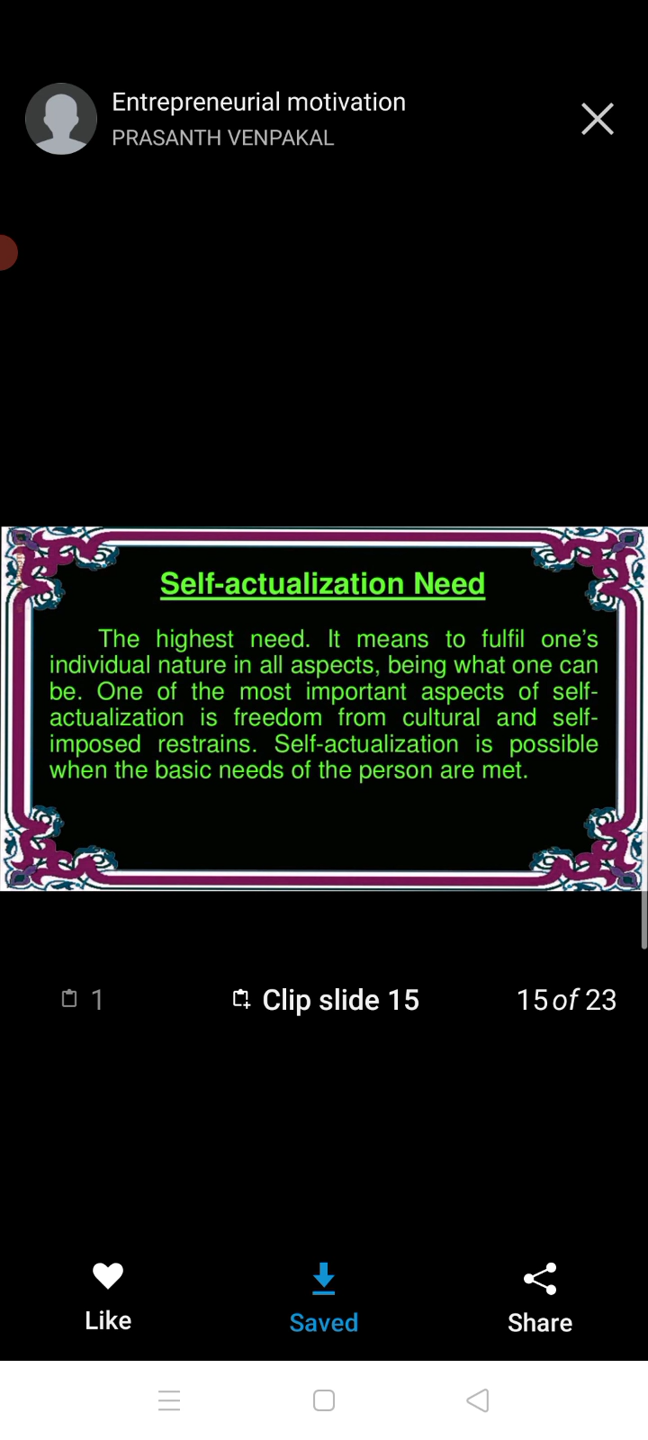 Entrepreneurial motivation
PRASANTH VENPAKAL
Self-actualization Need
The highest need. It means to fulfil one's
individual nature in all aspects, being what one can
be. One of the most important aspects of self-
actualization is freedom from cultural and self-
imposed restrains. Self-actualization is possible
when the basic needs of the person are met.
1
Clip slide 15
15 of 23
Like
Saved
Share